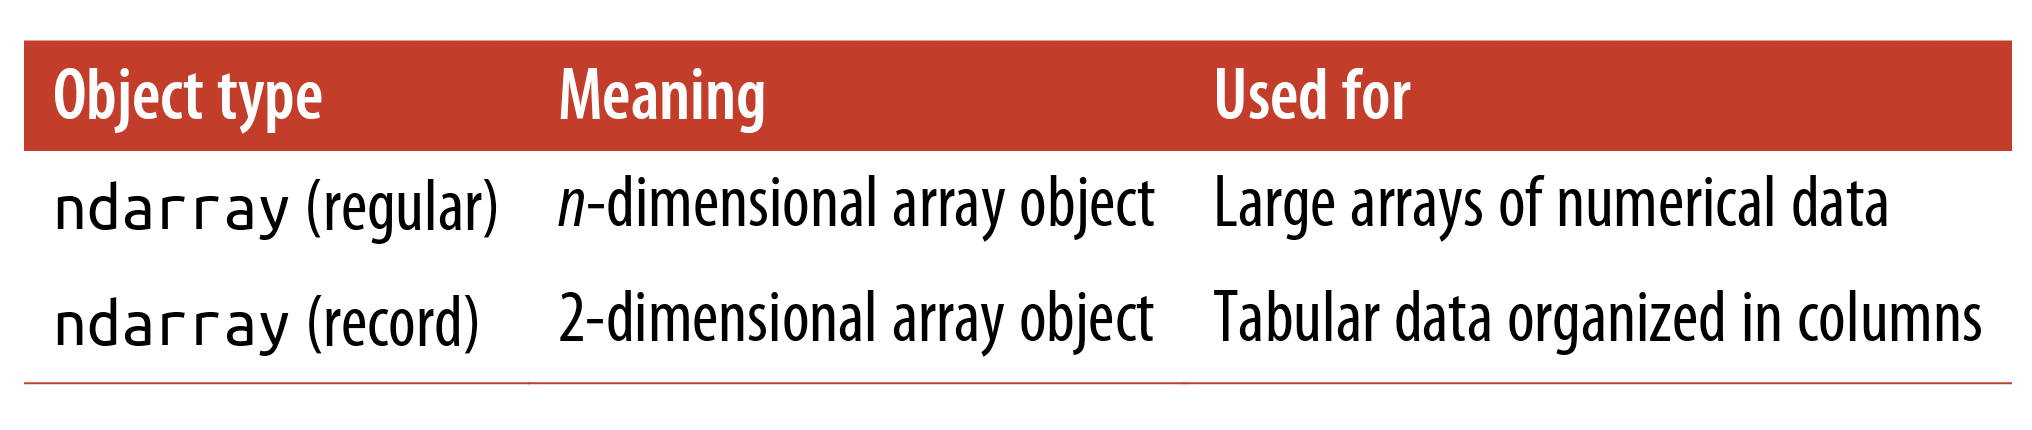 Object type Meaning Used for
ndarray (regular) n-dimensional array object Large arrays of numerical data
ndarray (record) 2-dimensional array object Tabular data organized in columns